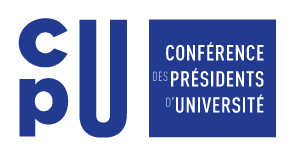 cpU
CONFÉRENCE
DES PRÉSIDENTS
D'UNIVERSITÉ